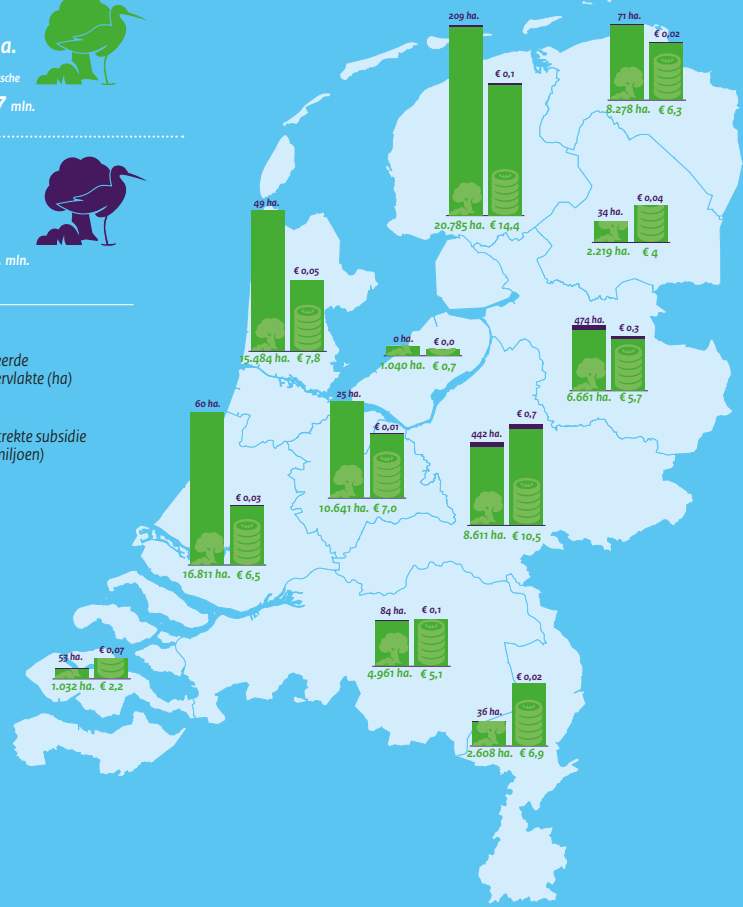 a.
ische
7 mln.
mln.
eerde
ervlakte (ha)
trekte subsidie
miljoen)
209 ha.
€ 0,1
20.785 ha. € 14,4
71 ha.
€ 0,02
8.278 ha. € 6,3
34 ha.
€ 0,04
2.219 ha. € 4
49 ha.
€ 0,05
15.484 ha. € 7,8
0 ha.
€ 0,0
1.040 ha. € 0,7
474 ha.
€ 0,3
6.661 ha. € 5,7
60 ha.
€ 0,03
16.811 ha. € 6,5
25 ha.
€ 0,01
10.641 ha. € 7,0
442 ha.
€ 0,7
8.611 ha. € 10,5
53 ha.
€ 0,07
1.032 ha. € 2,2
84 ha.
€ 0,1
4.961 ha. € 5,1
36 ha.
€ 0,02
2.608 ha. € 6,9